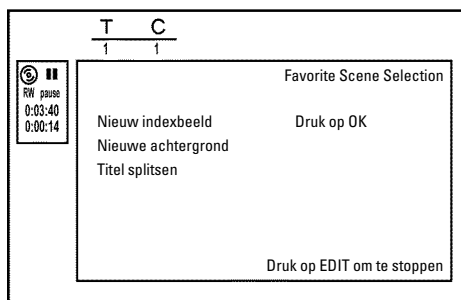 T C
1 1
RW pause
0:03:40
0:00:14
Favorite Scene Selection
Nieuw indexbeeld Druk op OK
Nieuwe achtergrond
Titel splitsen
Druk op EDIT om te stoppen